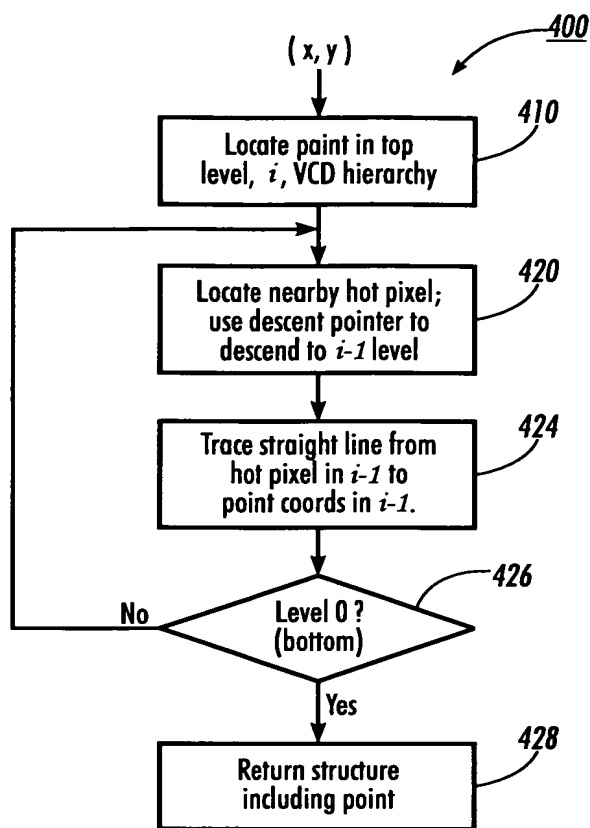 400
(x, y)
410
Locate paint in top
level, i, VCD hierarchy
420
Locate nearby hot pixel;
use descent pointer to
descend to i-1 level
424
Trace straight line from
hot pixel in i-1 to
point coords in i-1.
426
No
Level 0 ?
(bottom)
Yes
428
Return structure
including point